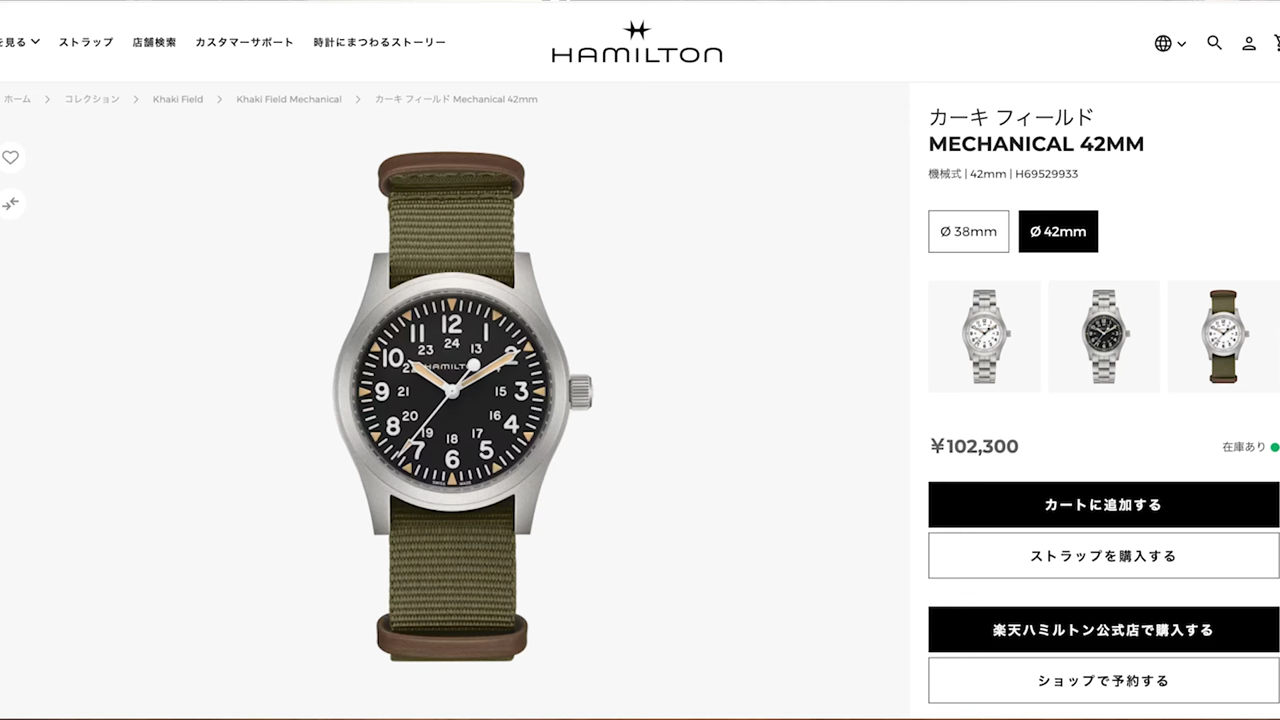 を見る
ストラップ
店舗検索
カスタマーサポート
時計にまつわるストーリー
HAMILTON
ホーム
コレクション
Khaki Field
Khaki Field Mechanical
カーキ フィールド Mechanical 42mm
カーキ フィールド
MECHANICAL 42MM
機械式 | 42mm | H69529933
Ø 38mm
Ø 42mm
12
11 1
24
23 13
10 2
HAMILTON
9 21 15 3
20 16
8 4
19 18 17
7 5
6
SWISS MADE
¥102,300
在庫あり
カートに追加する
ストラップを購入する
楽天ハミルトン公式店で購入する
ショップで予約する